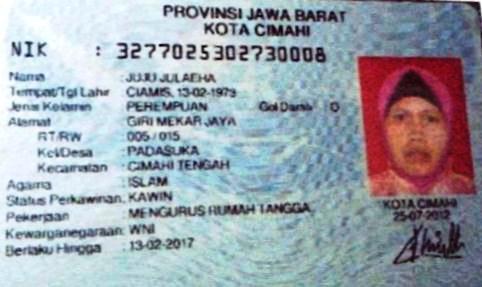 PROVINSI JAWA BARAT
KOTA CIMAHI
NIK : 3277025302730008
Nama : JUJU JULAEHA
Tempat/Tgl Lahir : CIAMIS, 13-02-1973
Jenis Kelamin : PEREMPUAN Gol Darah : O
Alamat : GIRI MEKAR JAYA
RT/RW : 005 / 015
Kel/Desa : PADASUKA
Kecamatan : CIMAHI TENGAH
Agama : ISLAM
Status Perkawinan: KAWIN
Pekerjaan : MENGURUS RUMAH TANGGA
Kewarganegaraan: WNI
Berlaku Hingga : 13-02-2017
KOTA CIMAHI
25-07-2012